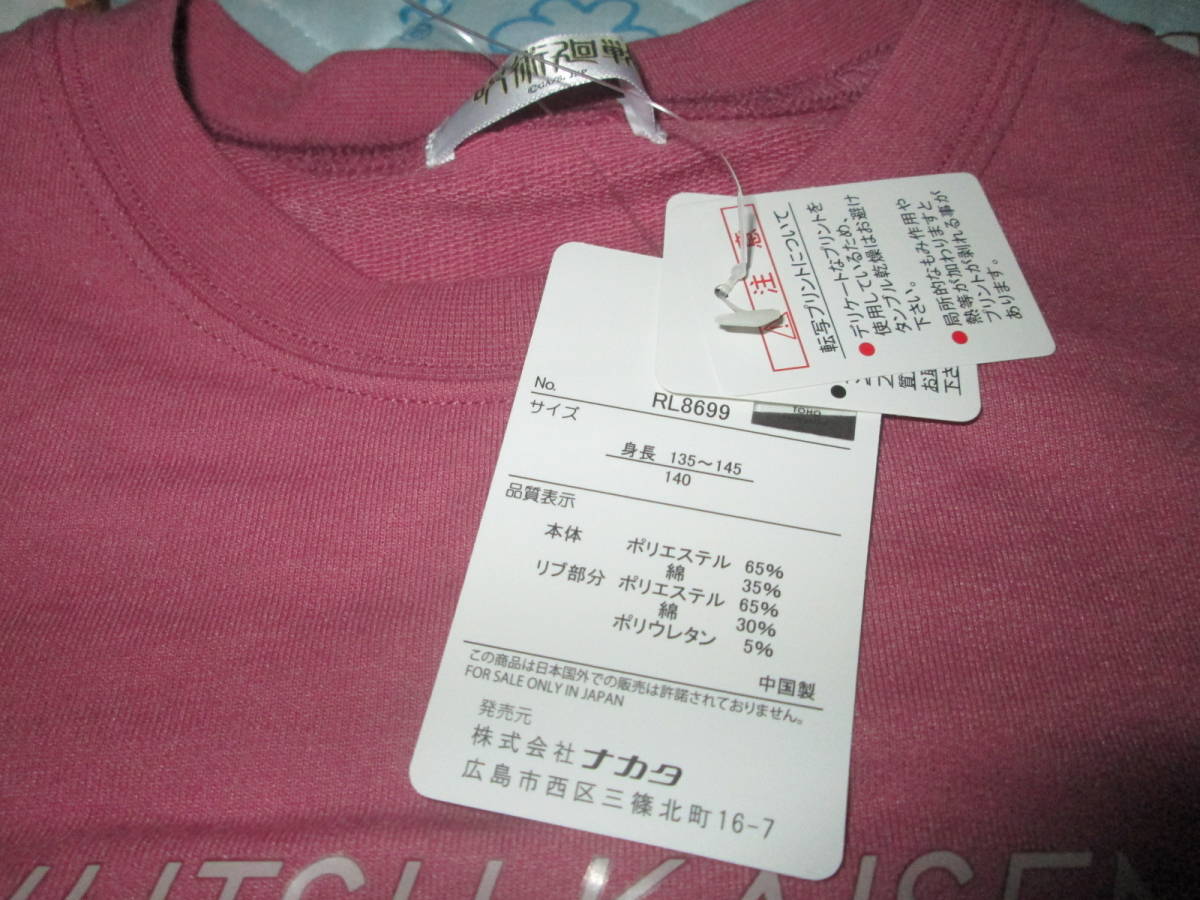 呪術廻戦
注意
転写プリントについて
●デリケートなプリントを
使用しているため、
タンブル乾燥はお避け
下さい。
●局所的なもみ作用や
熱等が加わりますと
プリントが剥れる事が
あります。
No. RL8699
TOHO
サイズ
身長 135～145
140
品質表示
本体 ポリエステル 65%
綿 35%
リブ部分 ポリエステル 65%
綿 30%
ポリウレタン 5%
中国製
この商品は日本国外での販売は許諾されておりません。
FOR SALE ONLY IN JAPAN
発売元
株式会社ナカタ
広島市西区三篠北町16-7
JUTSU KAISEN